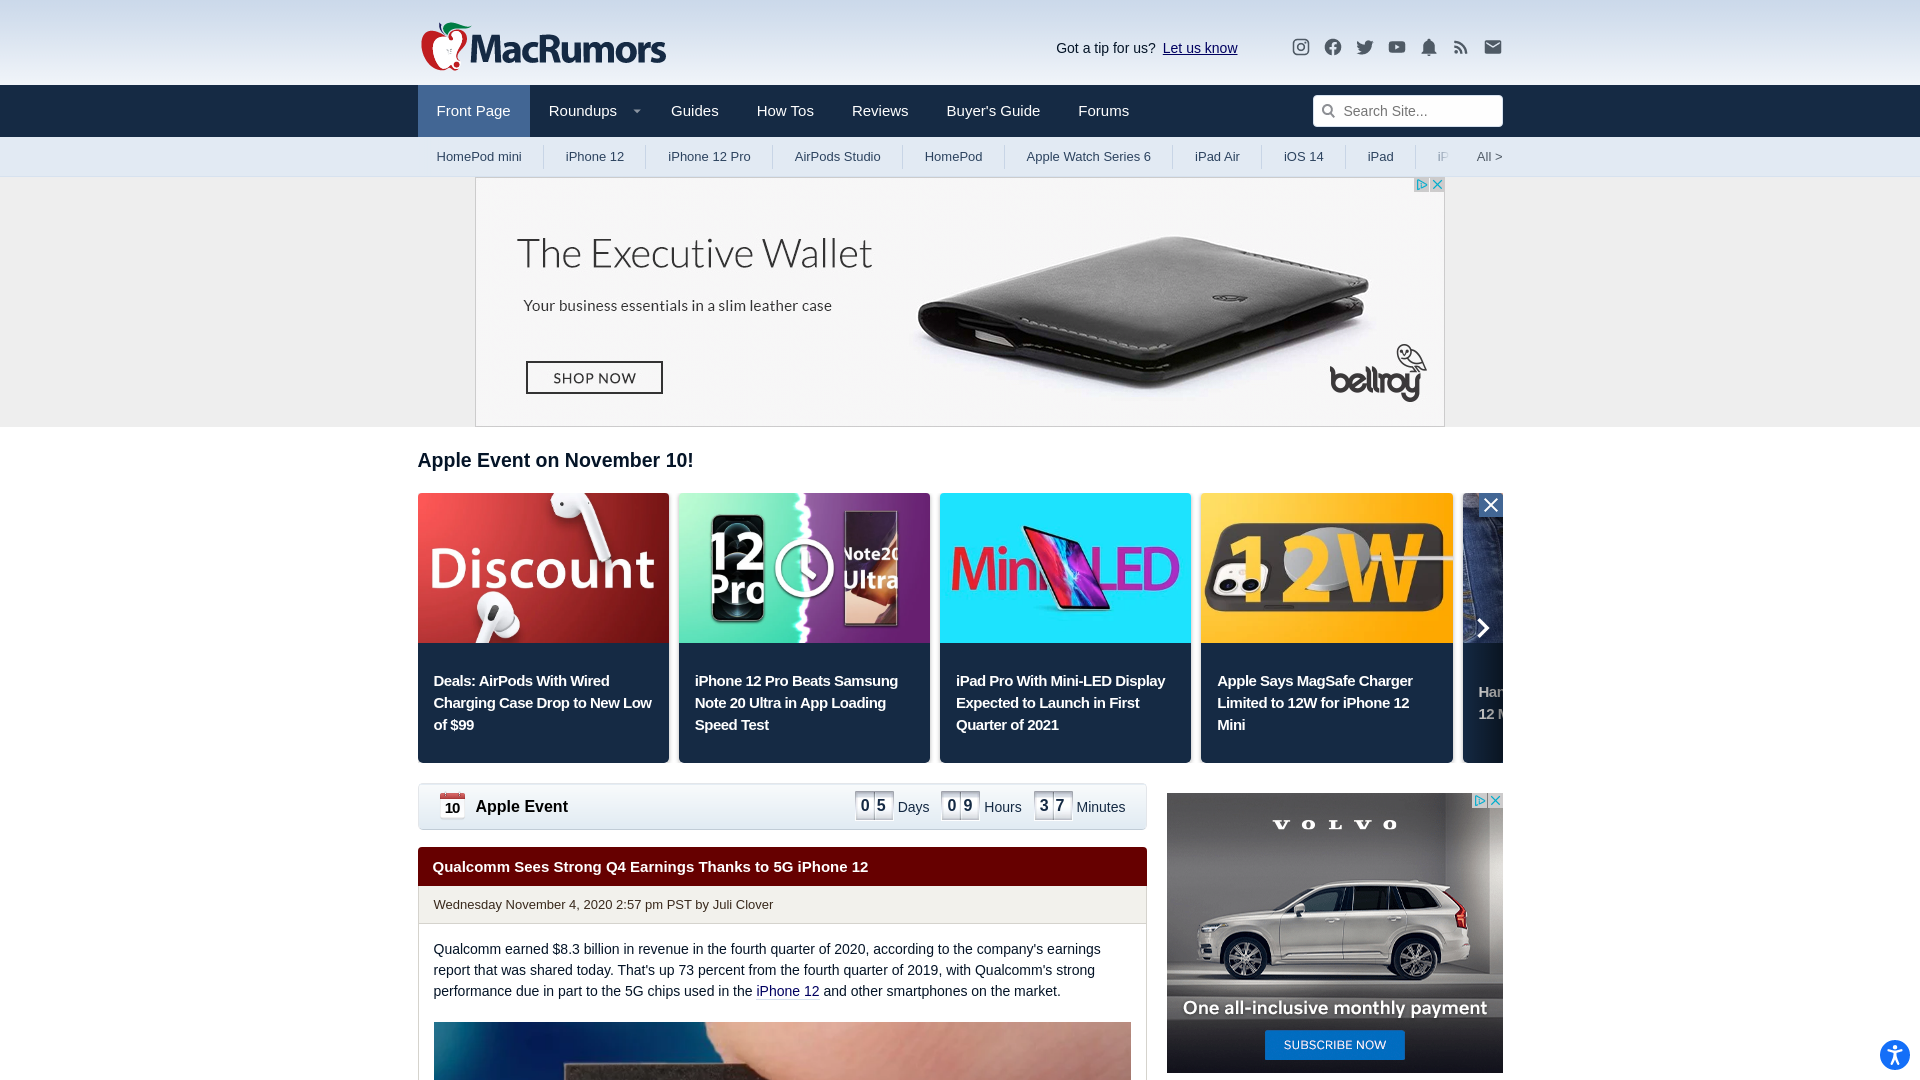 MacRumors
Got a tip for us? Let us know
Front Page
Roundups
Guides
How Tos
Reviews
Buyer's Guide
Forums
Search Site...
HomePod mini
iPhone 12
iPhone 12 Pro
AirPods Studio
HomePod
Apple Watch Series 6
iPad Air
iOS 14
iPad
iP
All >
The Executive Wallet
Your business essentials in a slim leather case
SHOP NOW
bellroy
Apple Event on November 10!
Discount
12
Pro
Note20
Ultra
Mini LED
12W
Deals: AirPods With Wired
Charging Case Drop to New Low
of $99
iPhone 12 Pro Beats Samsung
Note 20 Ultra in App Loading
Speed Test
iPad Pro With Mini-LED Display
Expected to Launch in First
Quarter of 2021
Apple Says MagSafe Charger
Limited to 12W for iPhone 12
Mini
Han
12 M
10 Apple Event
05 Days 09 Hours 37 Minutes
Qualcomm Sees Strong Q4 Earnings Thanks to 5G iPhone 12
Wednesday November 4, 2020 2:57 pm PST by Juli Clover
Qualcomm earned $8.3 billion in revenue in the fourth quarter of 2020, according to the company's earnings
report that was shared today. That's up 73 percent from the fourth quarter of 2019, with Qualcomm's strong
performance due in part to the 5G chips used in the iPhone 12 and other smartphones on the market.
VOLVO
One all-inclusive monthly payment
SUBSCRIBE NOW